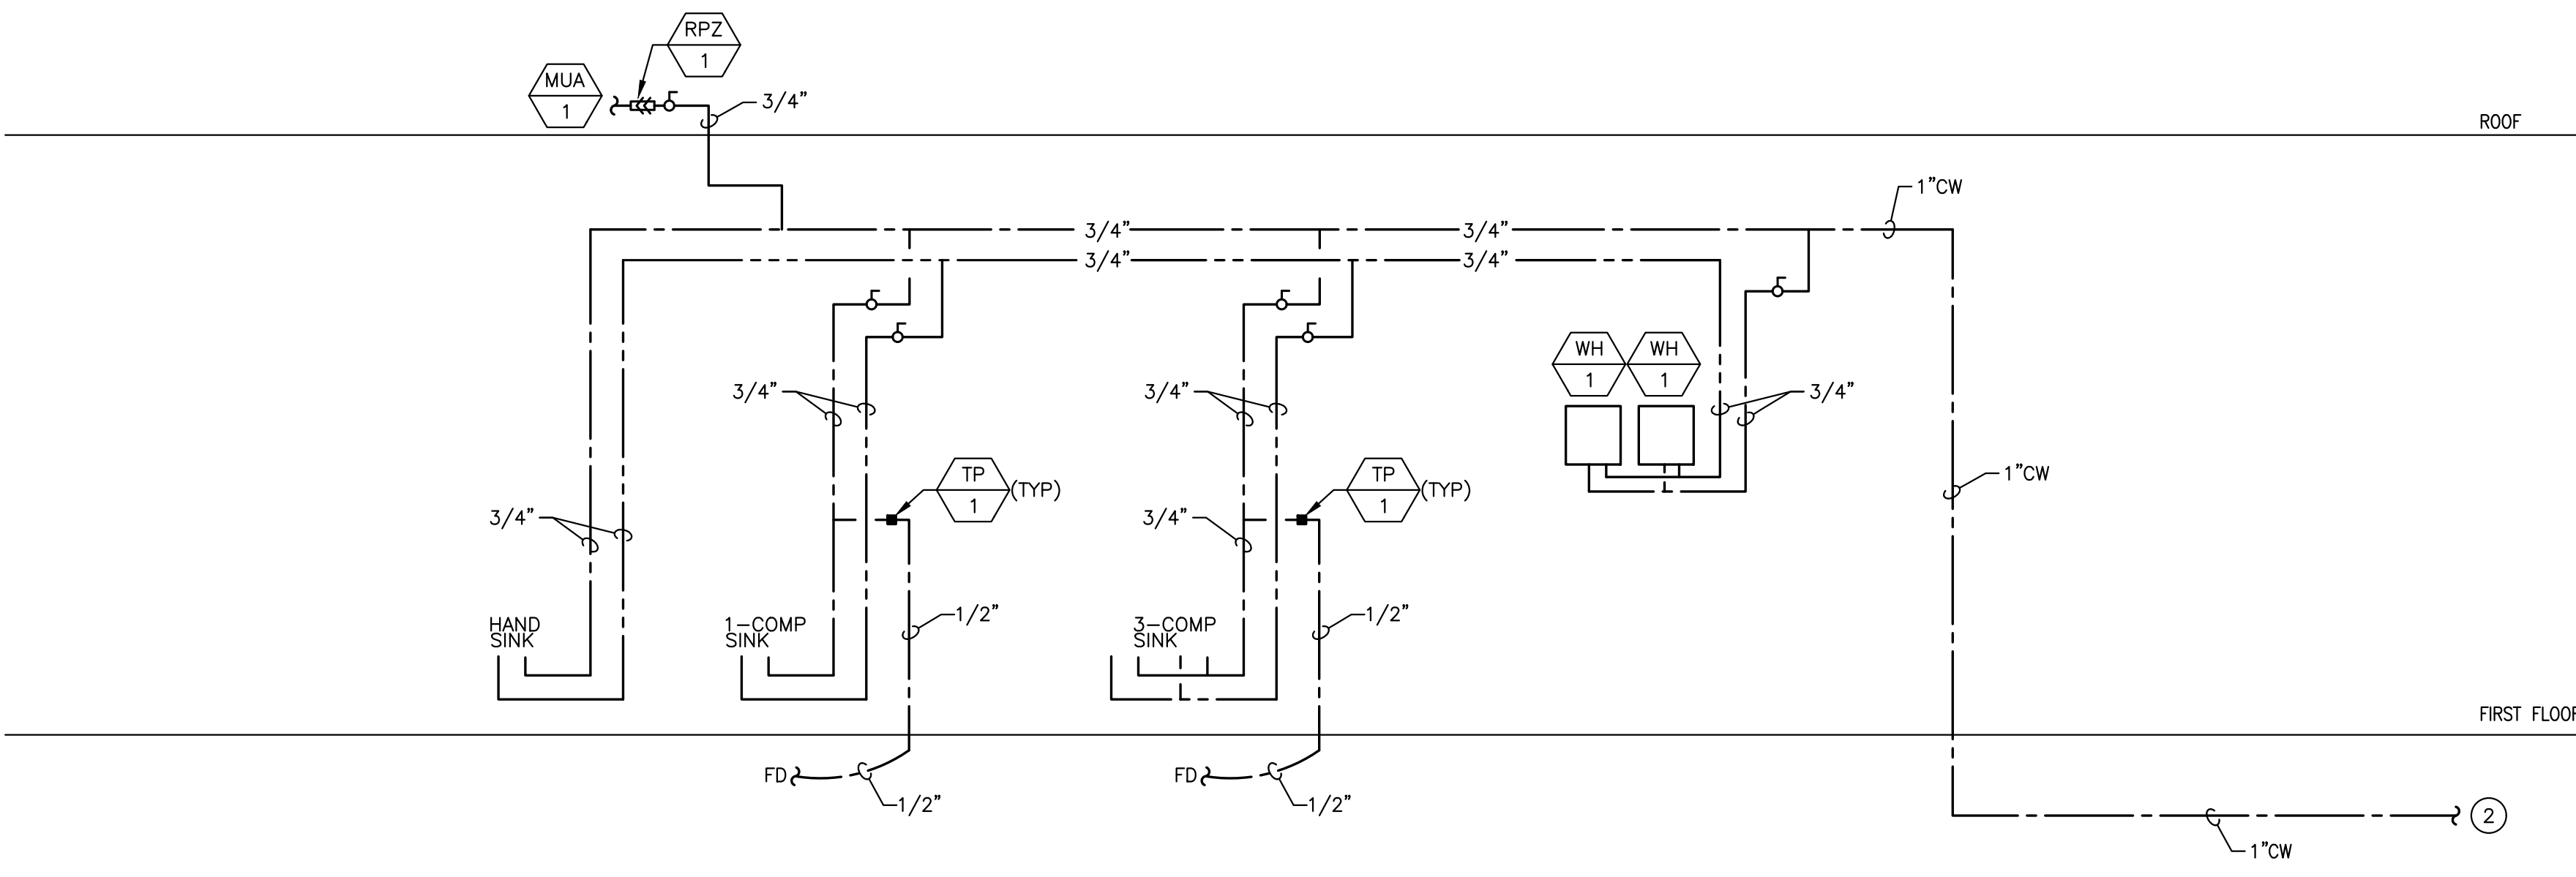 RPZ
1
MUA
1
3/4"
ROOF
1"CW
3/4"
3/4"
3/4"
3/4"
WH
1
WH
1
3/4"
3/4"
3/4"
TP
1
(TYP)
TP
1
(TYP)
1"CW
3/4"
3/4"
HAND
SINK
1-COMP
SINK
1/2"
3-COMP
SINK
1/2"
FIRST FLOOR
FD
1/2"
FD
1/2"
2
1"CW